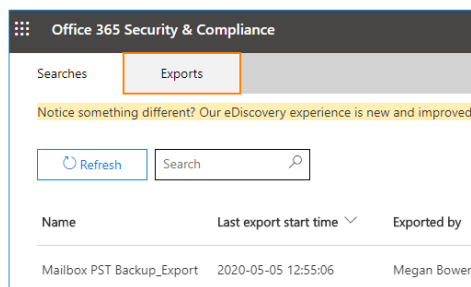 Office 365 Security & Compliance
Searches Exports
Notice something different? Our eDiscovery experience is new and improved
Refresh Search
Name Last export start time Exported by
Mailbox PST Backup_Export 2020-05-05 12:55:06 Megan Bower